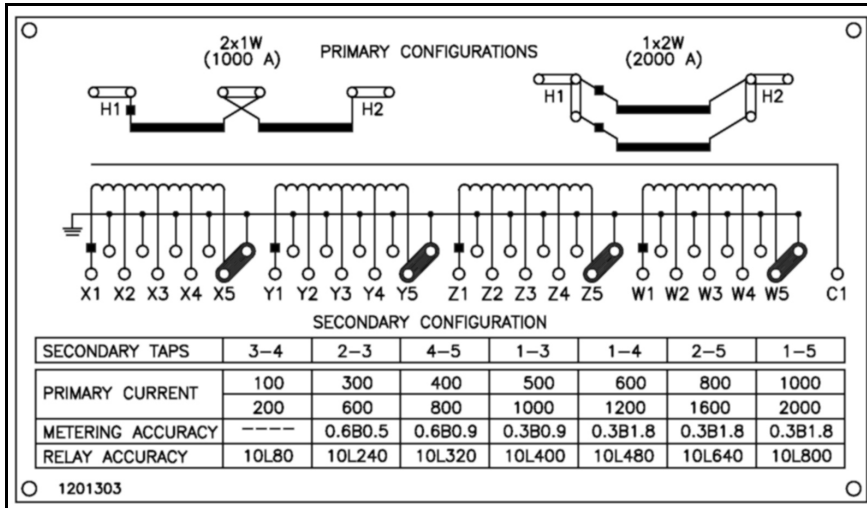 2x1W
(1000 A)
PRIMARY CONFIGURATIONS
1x2W
(2000 A)
H1 H2 H1 H2
X1 X2 X3 X4 X5 Y1 Y2 Y3 Y4 Y5 Z1 Z2 Z3 Z4 Z5 W1 W2 W3 W4 W5 C1
SECONDARY CONFIGURATION
SECONDARY TAPS 3-4 2-3 4-5 1-3 1-4 2-5 1-5
PRIMARY CURRENT
100 300 400 500 600 800 1000
200 600 800 1000 1200 1600 2000
METERING ACCURACY ---- 0.6B0.5 0.6B0.9 0.3B0.9 0.3B1.8 0.3B1.8 0.3B1.8
RELAY ACCURACY 10L80 10L240 10L320 10L400 10L480 10L640 10L800
1201303